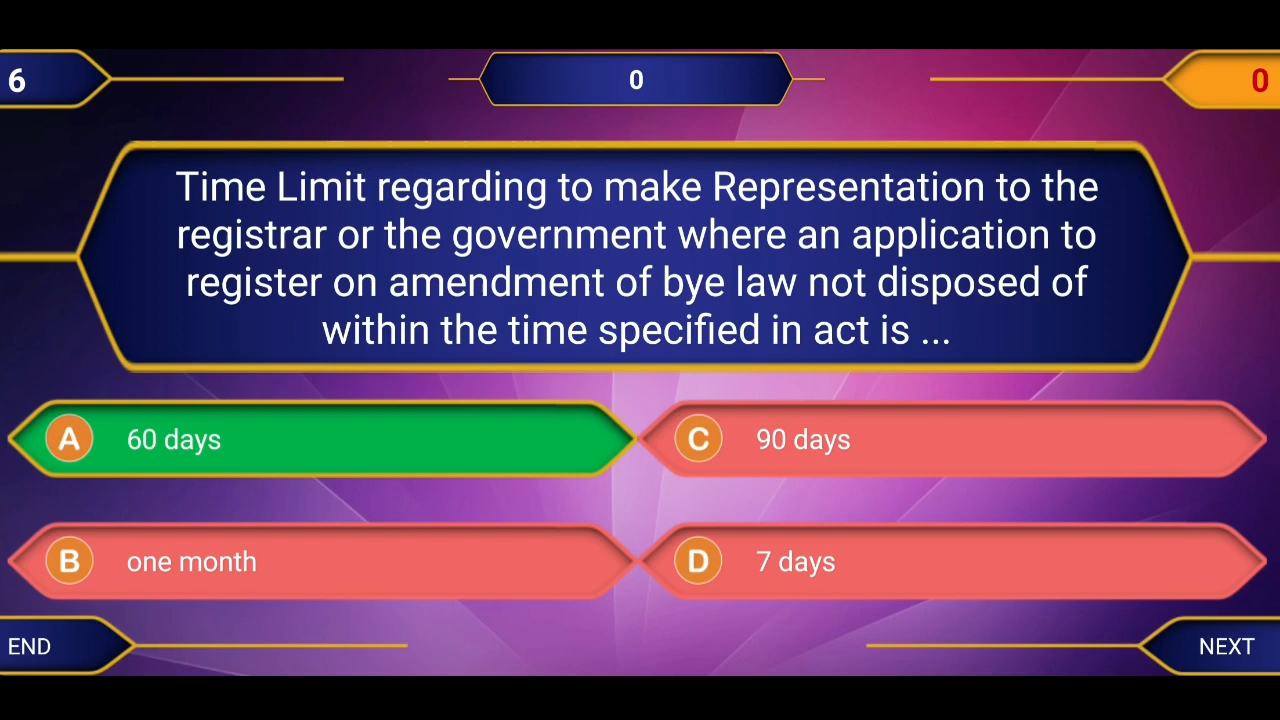 6
0
0
Time Limit regarding to make Representation to the
registrar or the government where an application to
register on amendment of bye law not disposed of
within the time specified in act is ...
A 60 days
C 90 days
B one month
D 7 days
END
NEXT